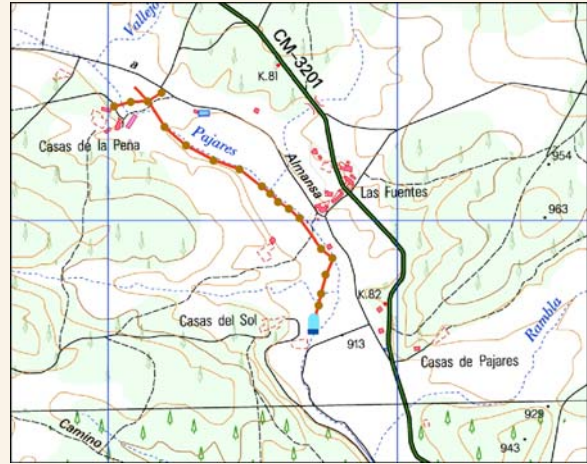 Vallejo
a
CM-3201
K.81
Casas de la Peña
Pajares
Almansa
Las Fuentes
954
963
K.82
Casas del Sol
913
Casas de Pajares
Rambla
Camino
929
943